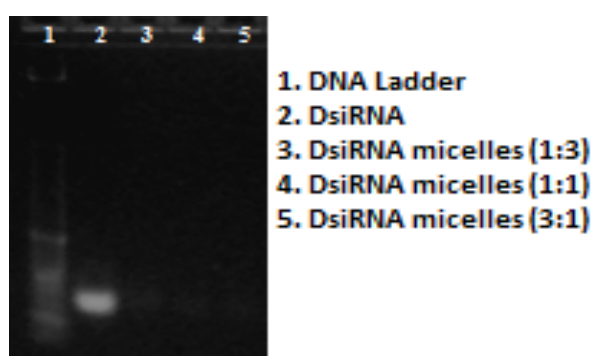 1 2 3 4 5
1. DNA Ladder
2. DsiRNA
3. DsiRNA micelles (1:3)
4. DsiRNA micelles (1:1)
5. DsiRNA micelles (3:1)